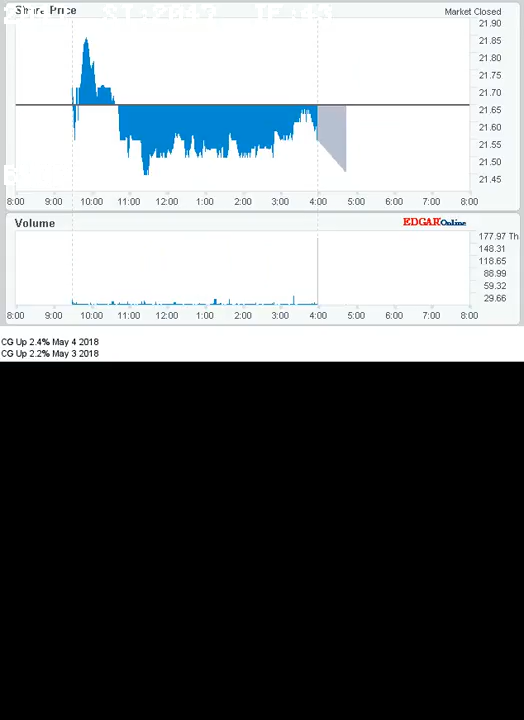 Share Price
Market Closed
21.90
21.85
21.80
21.75
21.70
21.65
21.60
21.55
21.50
21.45
8:00 9:00 10:00 11:00 12:00 1:00 2:00 3:00 4:00 5:00 6:00 7:00 8:00
Volume
EDGAR Online
177.97 Th
148.31
118.65
88.99
59.32
29.66
8:00 9:00 10:00 11:00 12:00 1:00 2:00 3:00 4:00 5:00 6:00 7:00 8:00
CG Up 2.4% May 4 2018
CG Up 2.2% May 3 2018